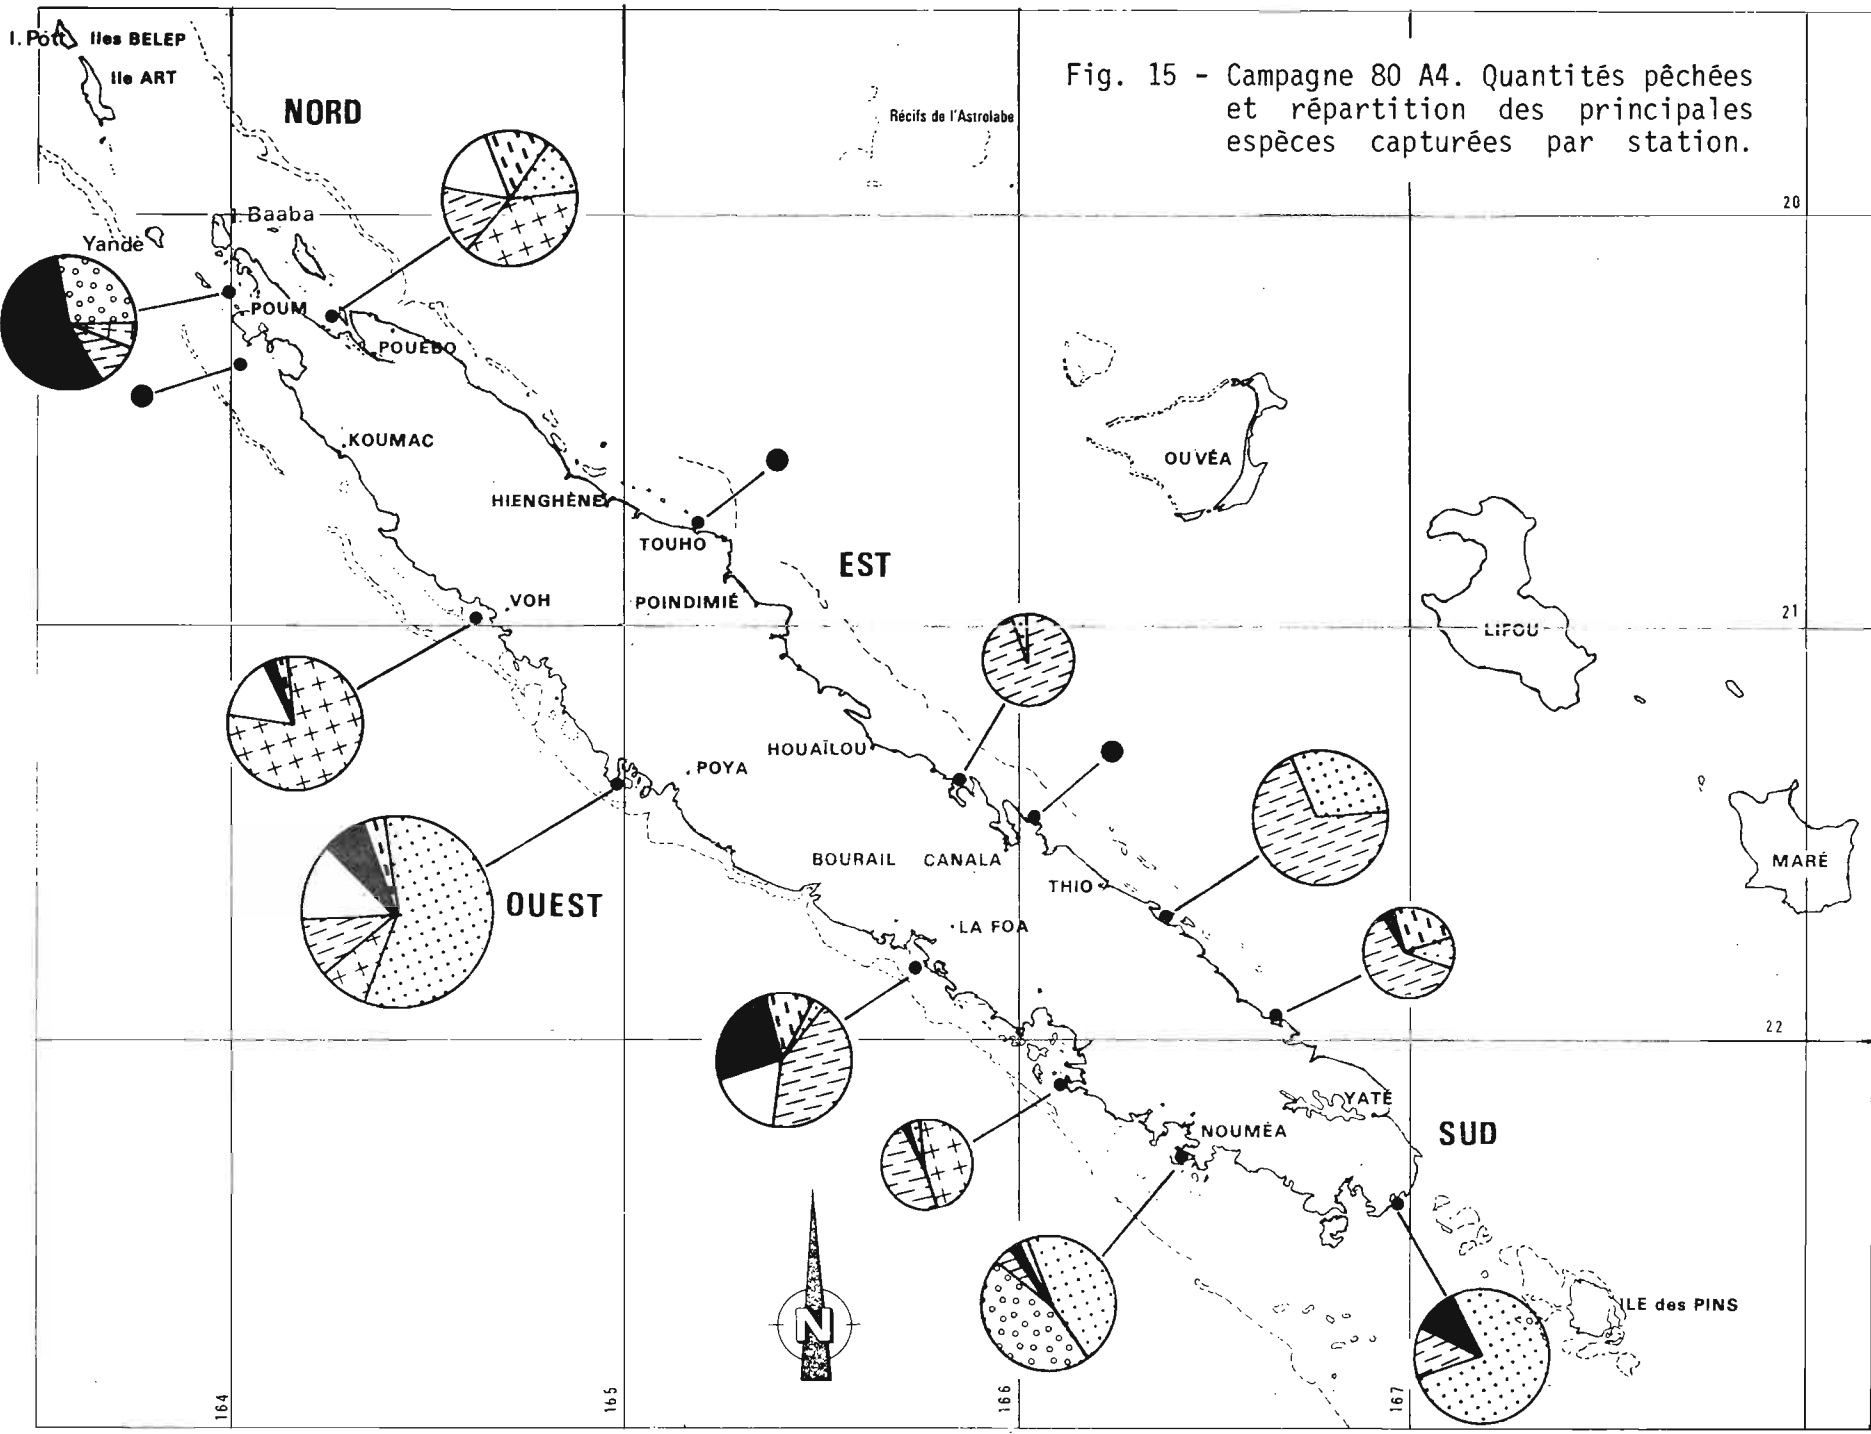 I. Pott
Iles BELEP
Ile ART
NORD
Récifs de l'Astrolabe
Fig. 15 - Campagne 80 A4. Quantités pêchées
et répartition des principales
espèces capturées par station.
20
I. Baaba
Yandé
POUM
POUÉBO
KOUMAC
HIENGHÈNE
TOUHO
EST
OUVÉA
VOH
POINDIMIÉ
21
LIFOU
HOUAÏLOU
POYA
BOURAIL
CANALA
THIO
MARÉ
OUEST
LA FOA
22
YATÉ
NOUMÉA
SUD
ILE des PINS
N
164
165
166
167